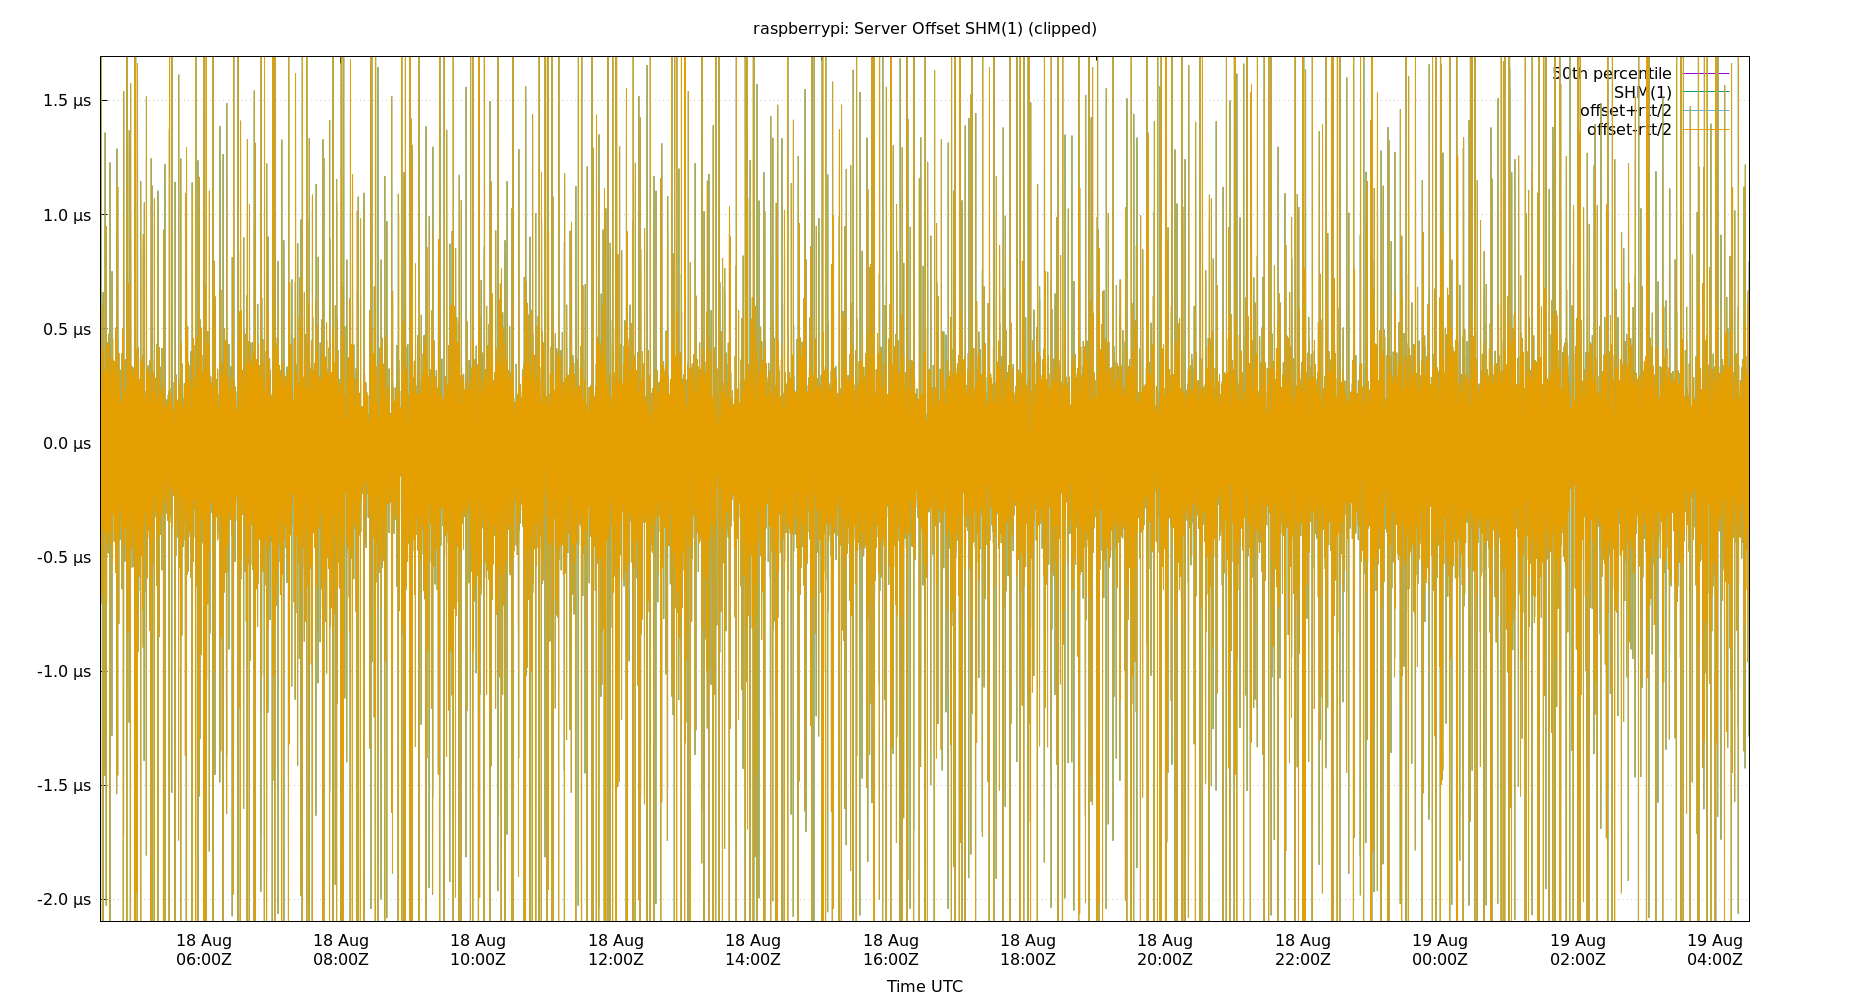 raspberrypi: Server Offset SHM(1) (clipped)
50th percentile
SHM(1)
offset+rtt/2
offset-rtt/2
1.5 µs
1.0 µs
0.5 µs
0.0 µs
-0.5 µs
-1.0 µs
-1.5 µs
-2.0 µs
18 Aug 18 Aug 18 Aug 18 Aug 18 Aug 18 Aug 18 Aug 18 Aug 18 Aug 19 Aug 19 Aug 19 Aug
06:00Z 08:00Z 10:00Z 12:00Z 14:00Z 16:00Z 18:00Z 20:00Z 22:00Z 00:00Z 02:00Z 04:00Z
Time UTC